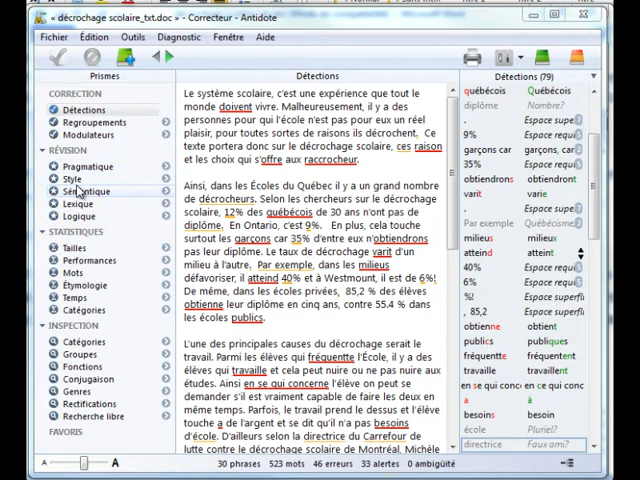 « décrochage scolaire_txt.doc » - Correcteur - Antidote
Fichier Édition Outils Diagnostic Fenêtre Aide
Prismes
CORRECTION
Détections
Regroupements
Modulateurs
RÉVISION
Pragmatique
Style
Sémantique
Lexique
Logique
STATISTIQUES
Tailles
Performances
Mots
Étymologie
Temps
Catégories
INSPECTION
Catégories
Groupes
Fonctions
Conjugaison
Genres
Rectifications
Recherche libre
FAVORIS
Détections
Le système scolaire, c'est une expérience que tout le
monde doivent vivre. Malheureusement, il y a des
personnes pour qui l'école n'est pas pour eux un réel
plaisir, pour toutes sortes de raisons ils décrochent. Ce
texte portera donc sur le décrochage scolaire, ces raison
et les choix qui s'offre aux raccrocheur.
Ainsi, dans les Écoles du Québec il y a un grand nombre
de décrocheurs. Selon les chercheurs du décrochage
scolaire, 12% des québécois de 30 ans n'ont pas de
diplôme. En Ontario, c'est 9%. En plus, cela touche
surtout les garçons car 35% d'entre eux n'obtiendrons
pas leur diplôme. Le taux de décrochage varit d'un
milieu à l'autre. Par exemple, dans les milieus
défavoriser, il atteind 40% et à Westmount, il est de 6%!
De même, dans les écoles privées, 85,2 % des élèves
obtienne leur diplôme en cinq ans, contre 55.4 % dans
les écoles publics.
L'une des principales causes du décrochage serait le
travail. Parmi les élèves qui fréquentte l'École, il y a des
élèves qui travaille et cela peut nuire ou ne pas nuire aux
études. Ainsi en se qui concerne l'élève on peut se
demander s'il est vraiment capable de faire les deux en
même temps. Parfois, le travail prend le dessus et l'élève
touche a de l'argent et se dit qu'il n'a pas besoins
d'école. D'ailleurs selon la directrice du Carrefour de
lutte contre le décrochage scolaire de Montréal, Michèle
Détections (79)
québécois Québécois
diplôme Nombre?
. Espace supe
9% Espace requi
garçons car garçons, car
35% Espace requi
obtiendrons obtiendront
varit varie
. Espace supe
Par exemple Québécisme
milieus milieux
atteind atteint
40% Espace requi
6% Espace requi
! Espace superfl
, 85,2 Espace superfl
obtienne obtient
publics publiques
fréquentte fréquentent
travaille travaillent
en se qui conc en ce qui conc
a à
besoins besoin
école Pluriel?
directrice Faux ami?
A A 30 phrases 523 mots 46 erreurs 33 alertes 0 ambiguïté